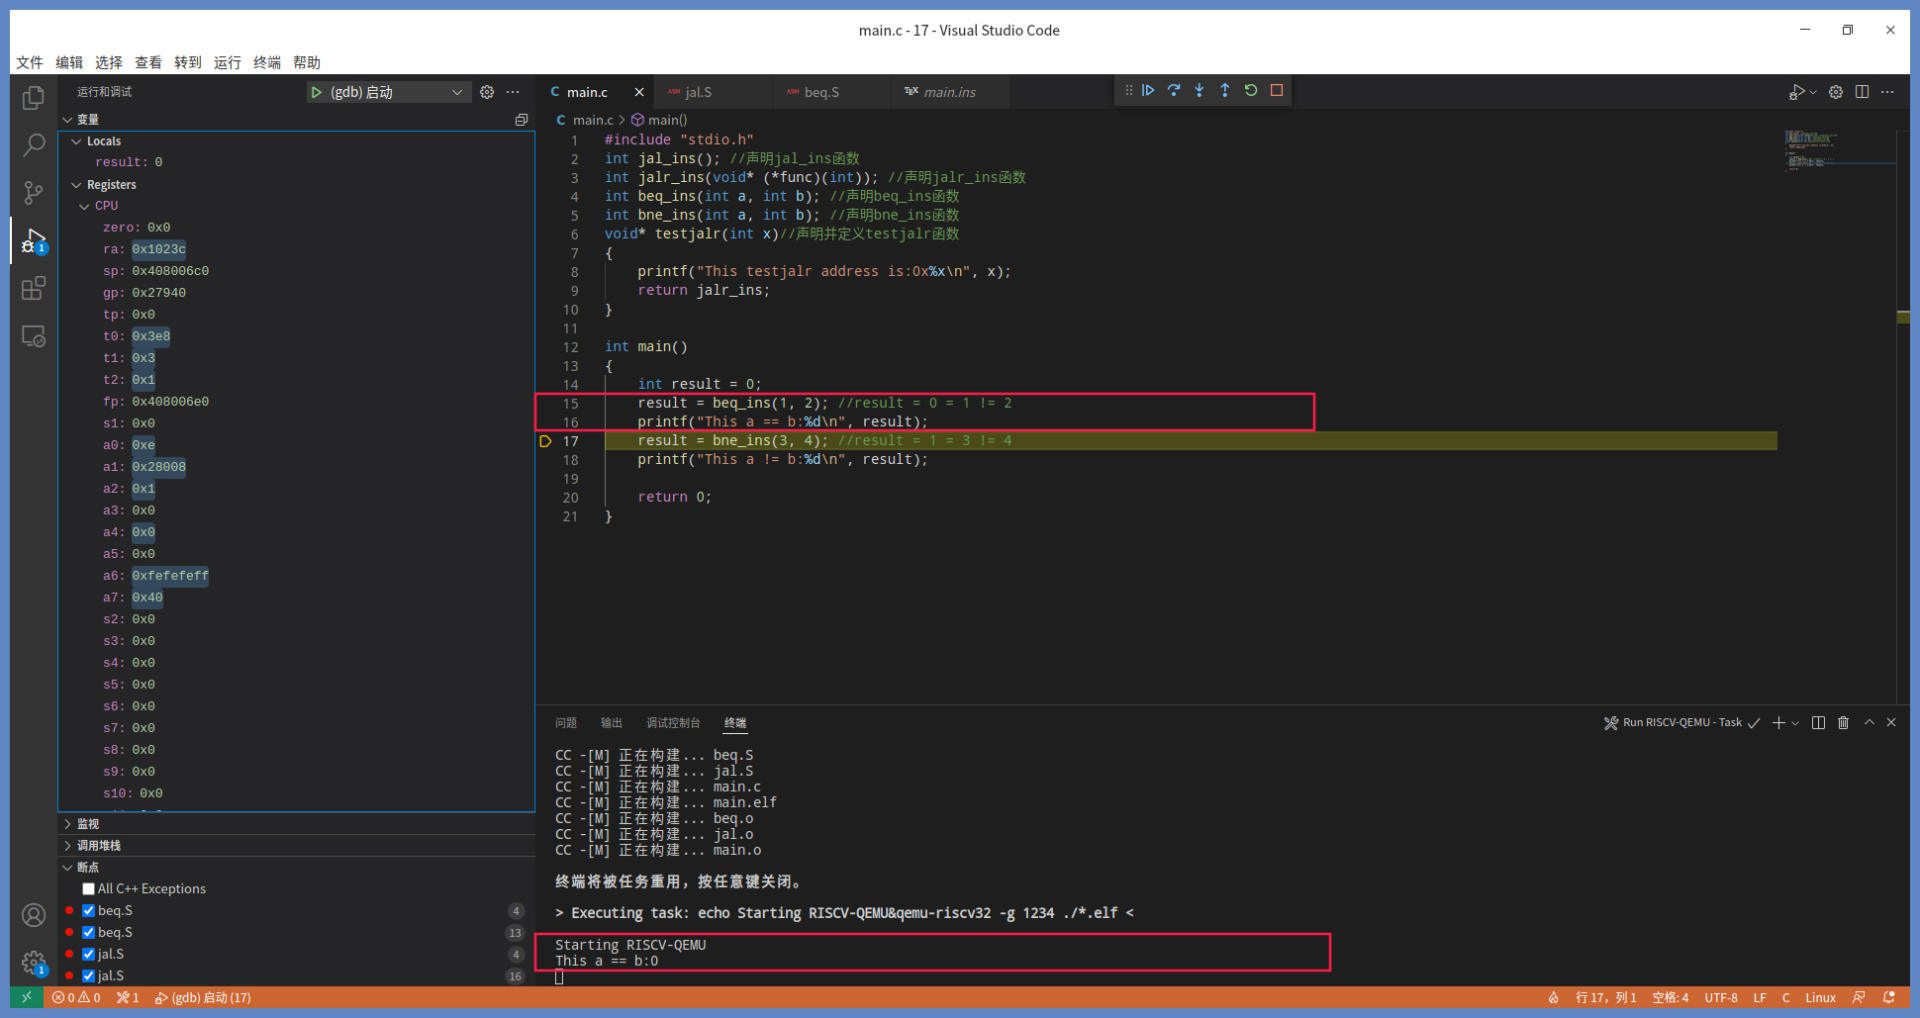 main.c - 17 - Visual Studio Code
文件 编辑 选择 查看 转到 运行 终端 帮助
运行和调试 (gdb) 启动
变量
Locals
result: 0
Registers
CPU
zero: 0x0
ra: 0x1023c
sp: 0x408006c0
gp: 0x27940
tp: 0x0
t0: 0x3e8
t1: 0x3
t2: 0x1
fp: 0x408006e0
s1: 0x0
a0: 0xe
a1: 0x28008
a2: 0x1
a3: 0x0
a4: 0x0
a5: 0x0
a6: 0xfefefeff
a7: 0x40
s2: 0x0
s3: 0x0
s4: 0x0
s5: 0x0
s6: 0x0
s7: 0x0
s8: 0x0
s9: 0x0
s10: 0x0
监视
调用堆栈
断点
All C++ Exceptions
beq.S 4
beq.S 13
jal.S 4
jal.S 16
1
1
C main.c ASM jal.S ASM beq.S TEX main.ins
C main.c > main()
1 #include "stdio.h"
2 int jal_ins(); //声明jal_ins函数
3 int jalr_ins(void* (*func)(int)); //声明jalr_ins函数
4 int beq_ins(int a, int b); //声明beq_ins函数
5 int bne_ins(int a, int b); //声明bne_ins函数
6 void* testjalr(int x)//声明并定义testjalr函数
7 {
8 printf("This testjalr address is:0x%x\n", x);
9 return jalr_ins;
10 }
11
12 int main()
13 {
14 int result = 0;
15 result = beq_ins(1, 2); //result = 0 = 1 != 2
16 printf("This a == b:%d\n", result);
17 result = bne_ins(3, 4); //result = 1 = 3 != 4
18 printf("This a != b:%d\n", result);
19
20 return 0;
21 }
问题 输出 调试控制台 终端 Run RISCV-QEMU - Task
CC -[M] 正在构建... beq.S
CC -[M] 正在构建... jal.S
CC -[M] 正在构建... main.c
CC -[M] 正在构建... main.elf
CC -[M] 正在构建... beq.o
CC -[M] 正在构建... jal.o
CC -[M] 正在构建... main.o
终端将被任务重用，按任意键关闭。
> Executing task: echo Starting RISCV-QEMU&qemu-riscv32 -g 1234 ./*.elf <
Starting RISCV-QEMU
This a == b:0
0 0 1 (gdb) 启动 (17) 行 17，列 1 空格: 4 UTF-8 LF C Linux